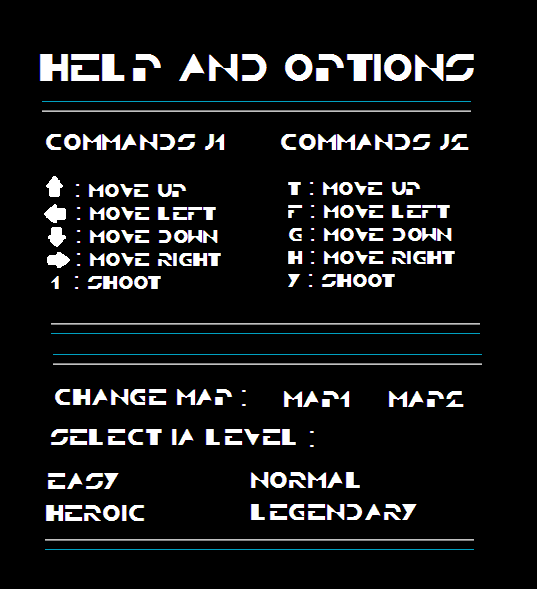 HELP AND OPTIONS
COMMANDS J1
⬆ : MOVE UP
⬅ : MOVE LEFT
⬇ : MOVE DOWN
➡ : MOVE RIGHT
1 : SHOOT
COMMANDS J2
T : MOVE UP
F : MOVE LEFT
G : MOVE DOWN
H : MOVE RIGHT
Y : SHOOT
CHANGE MAP : MAP1 MAP2
SELECT IA LEVEL :
EASY NORMAL
HEROIC LEGENDARY